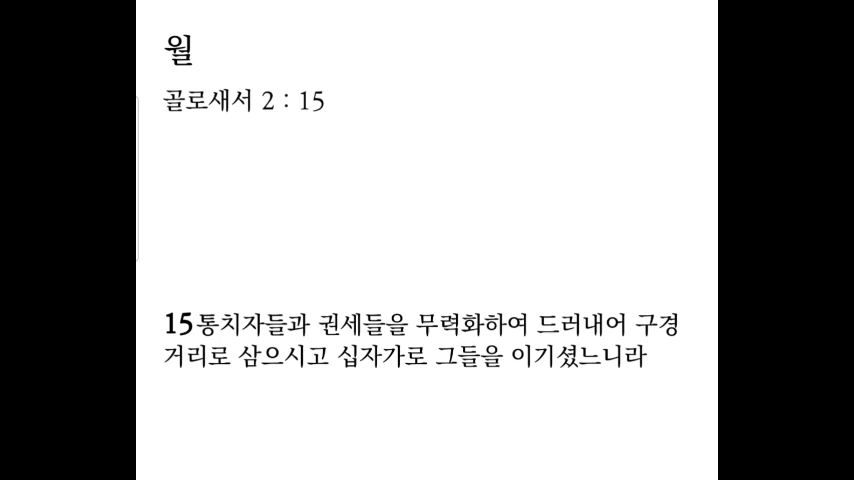 월
골로새서 2 : 15
15통치자들과 권세들을 무력화하여 드러내어 구경
거리로 삼으시고 십자가로 그들을 이기셨느니라